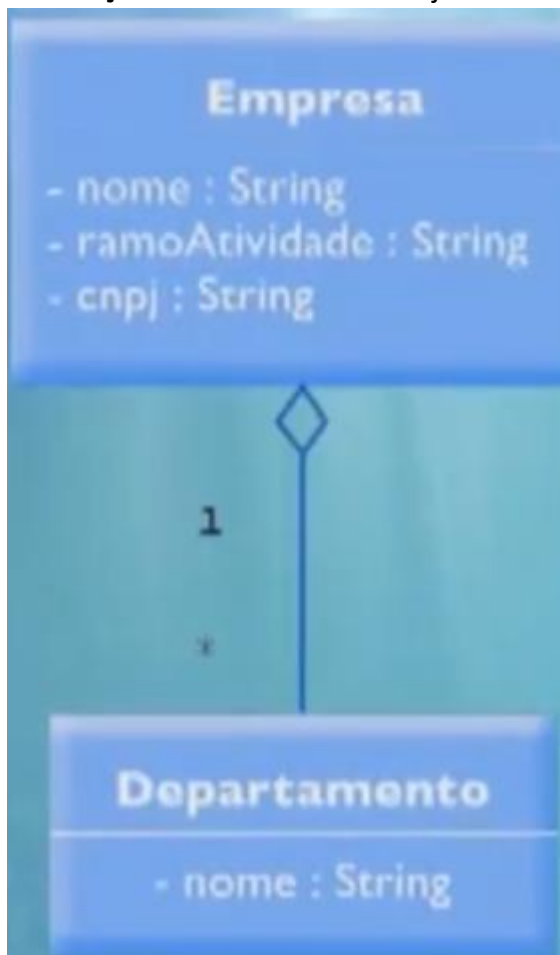 Empresa
- nome : String
- ramoAtividade : String
- cnpj : String
1
*
Departamento
- nome : String